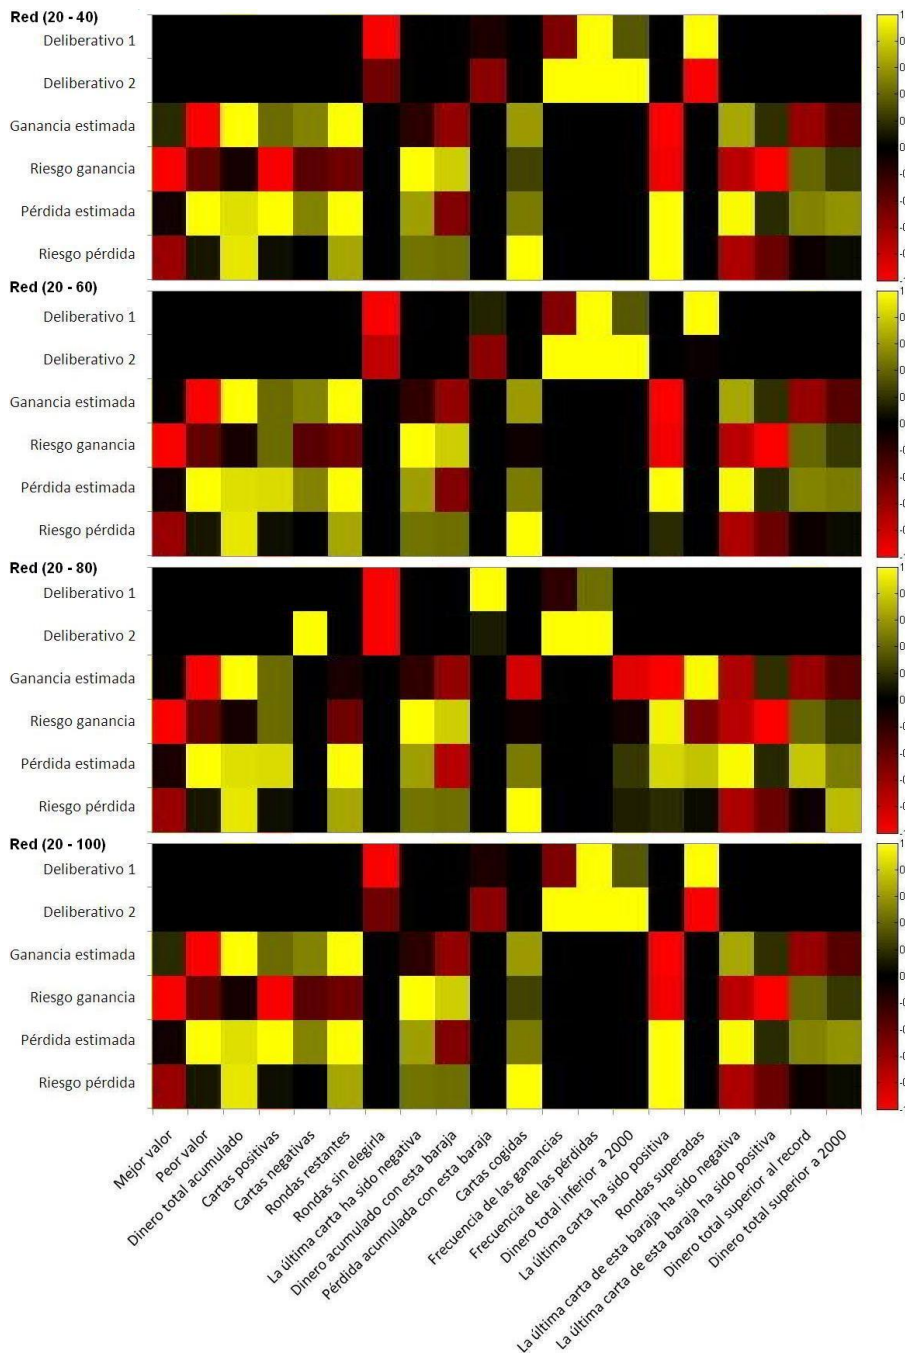 Red (20 - 40)
Deliberativo 1
Deliberativo 2
Ganancia estimada
Riesgo ganancia
Pérdida estimada
Riesgo pérdida
1
Red (20 - 60)
Deliberativo 1
Deliberativo 2
Ganancia estimada
Riesgo ganancia
Pérdida estimada
Riesgo pérdida
1
Red (20 - 80)
Deliberativo 1
Deliberativo 2
Ganancia estimada
Riesgo ganancia
Pérdida estimada
Riesgo pérdida
1
Red (20 - 100)
Deliberativo 1
Deliberativo 2
Ganancia estimada
Riesgo ganancia
Pérdida estimada
Riesgo pérdida
1
Mejor valor
Peor valor
Dinero total acumulado
Cartas positivas
Cartas negativas
Rondas restantes
Rondas sin elegirla
La última carta ha sido negativa
Dinero acumulado con esta baraja
Pérdida acumulada con esta baraja
Cartas cogidas
Frecuencia de las ganancias
Frecuencia de las pérdidas
Dinero total inferior a 2000
La última carta ha sido positiva
Rondas superadas
La última carta de esta baraja ha sido negativa
La última carta de esta baraja ha sido positiva
Dinero total superior al record
Dinero total superior a 2000